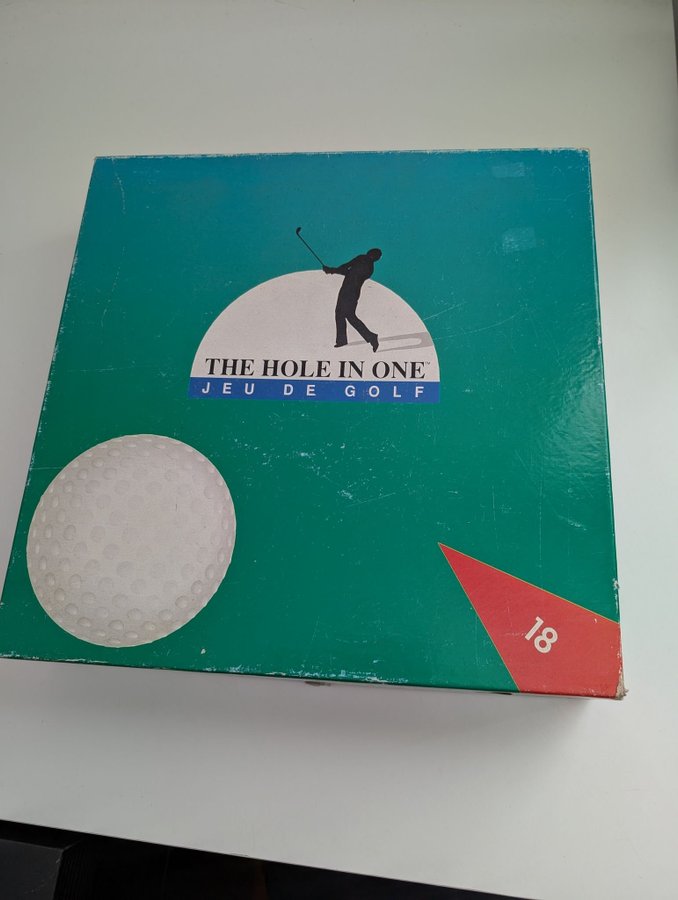 THE HOLE IN ONE™
JEU DE GOLF
18